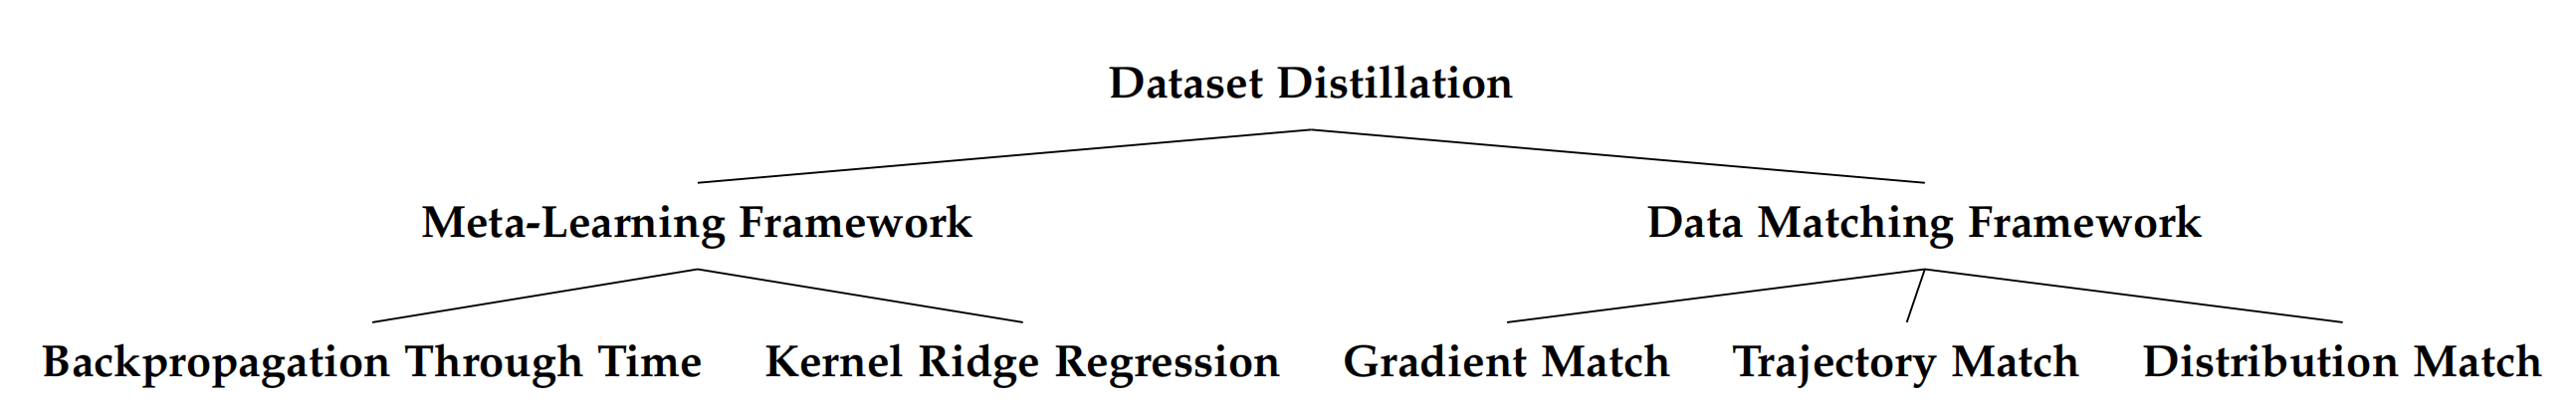 Dataset Distillation
Meta-Learning Framework
Data Matching Framework
Backpropagation Through Time
Kernel Ridge Regression
Gradient Match
Trajectory Match
Distribution Match